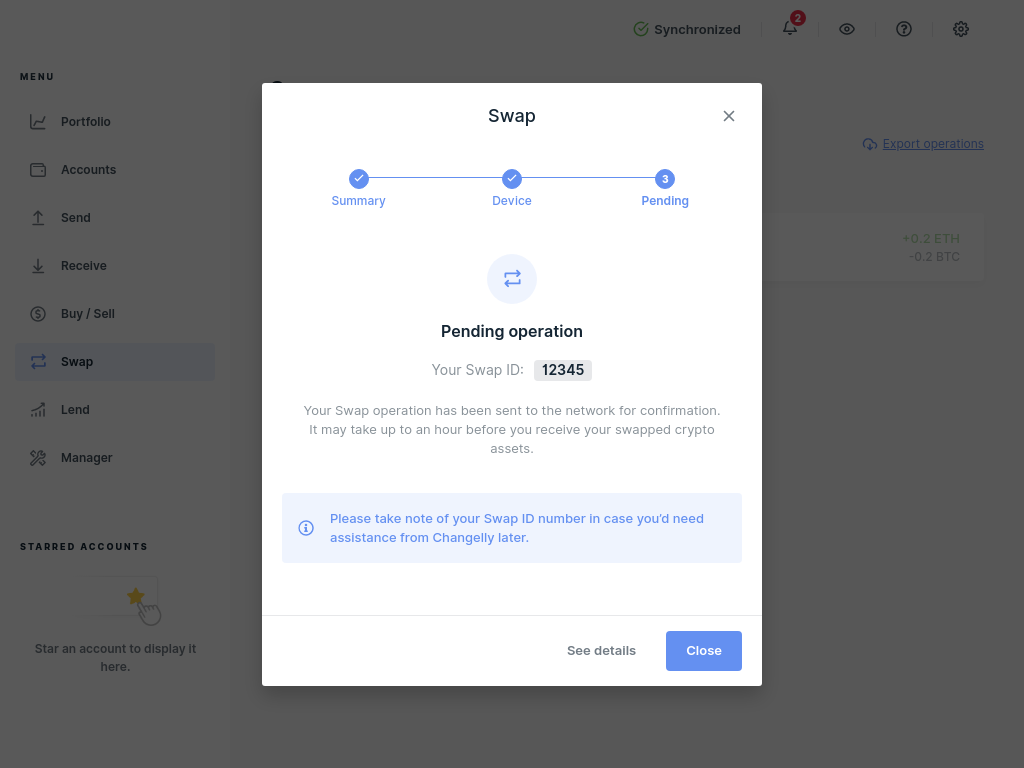 Synchronized
2
MENU
Portfolio
Accounts
Send
Receive
Buy / Sell
Swap
Lend
Manager
STARRED ACCOUNTS
Star an account to display it
here.
Export operations
+0.2 ETH
-0.2 BTC
Swap
Summary
Device
3
Pending
Pending operation
Your Swap ID: 12345
Your Swap operation has been sent to the network for confirmation.
It may take up to an hour before you receive your swapped crypto
assets.
Please take note of your Swap ID number in case you’d need
assistance from Changelly later.
See details
Close